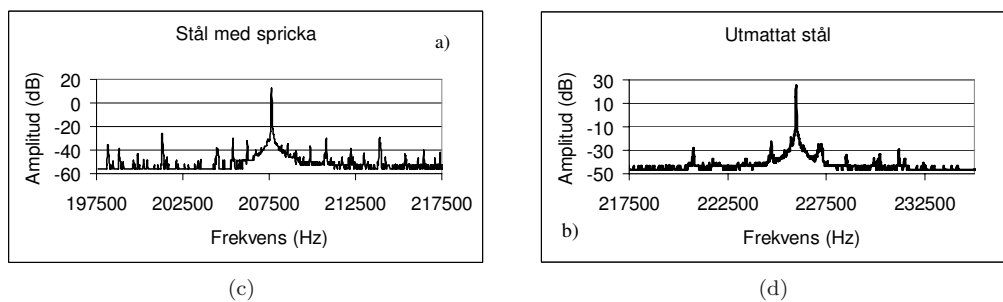 Stål med spricka
a)
Amplitud (dB)
20
0
-20
-40
-60
197500 202500 207500 212500 217500
Frekvens (Hz)
(c)
Utmattat stål
Amplitud (dB)
30
10
-10
-30
-50
217500 222500 227500 232500
b)
Frekvens (Hz)
(d)